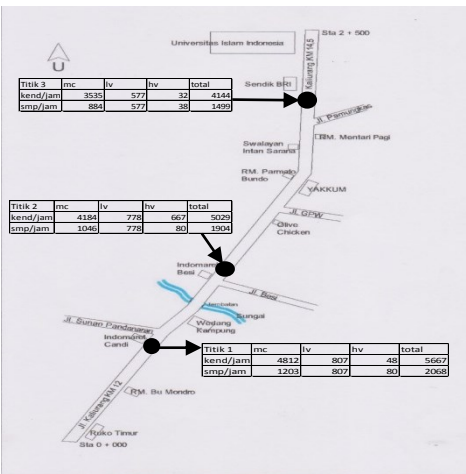 Sta 2 + 500
Universitas Islam Indonesia
U
Kaliurang KM 14,5
Sendik BRI
Titik 3 mc lv hv total
kend/jam 3535 577 32 4144
smp/jam 884 577 38 1499
Jl. Pamungkas
RM. Mentari Pagi
Swalayan
Intan Sarana
RM. Pamato
Bundo
YAKKUM
Titik 2 mc lv hv total
kend/jam 4184 778 667 5029
smp/jam 1046 778 80 1904
Jl. GPW
Olive
Chicken
Indomaret
Besi
Jl. Besi
Jembatan
Sungai
Jl. Sunan Pandanaran
Wedang
Kampung
Indomaret
Candi
Titik 1 mc lv hv total
kend/jam 4812 807 48 5667
smp/jam 1203 807 80 2068
Jl. Kaliurang KM 12
RM. Bu Mondro
Ruko Timur
Sta 0 + 000